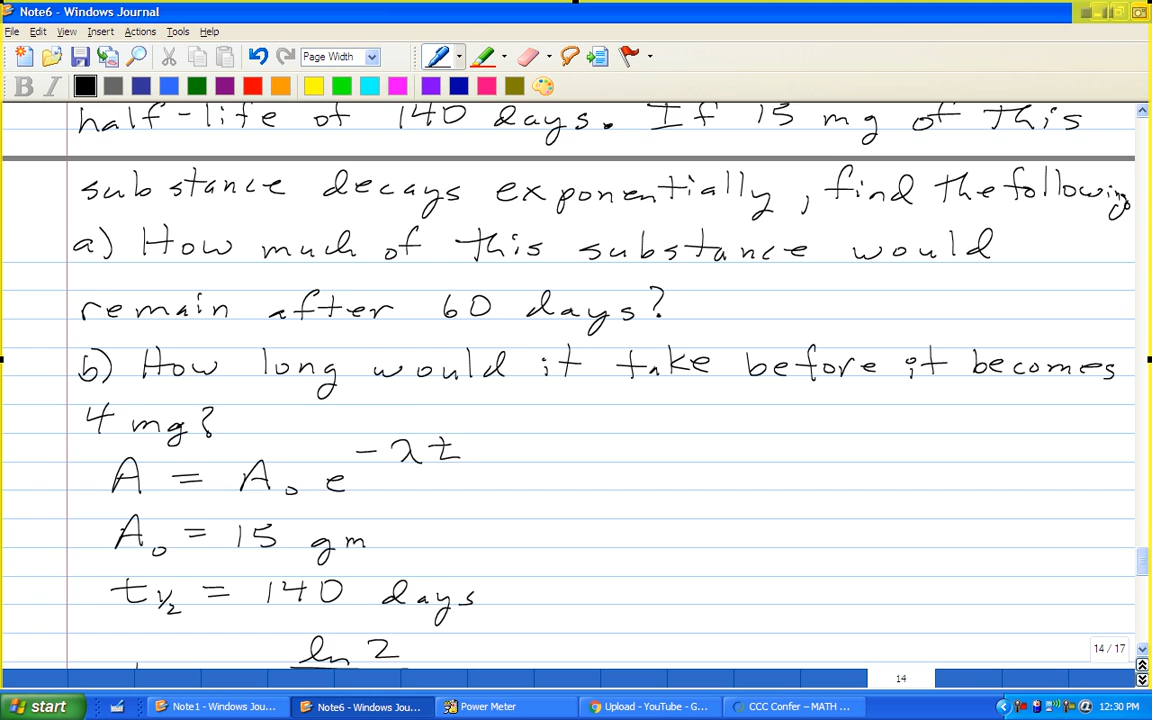 Note6 - Windows Journal
File Edit View Insert Actions Tools Help
Page Width
B I
half-life of 140 days. If 15 mg of this
substance decays exponentially, find the following
a) How much of this substance would
remain after 60 days?
b) How long would it take before it becomes
4 mg?
A = A₀ e^(-λt)
A₀ = 15 gm
t½ = 140 days
ln 2
14 / 17
14
start Note1 - Windows Jou... Note6 - Windows Jou... Power Meter Upload - YouTube - G... CCC Confer – MATH ... 12:30 PM